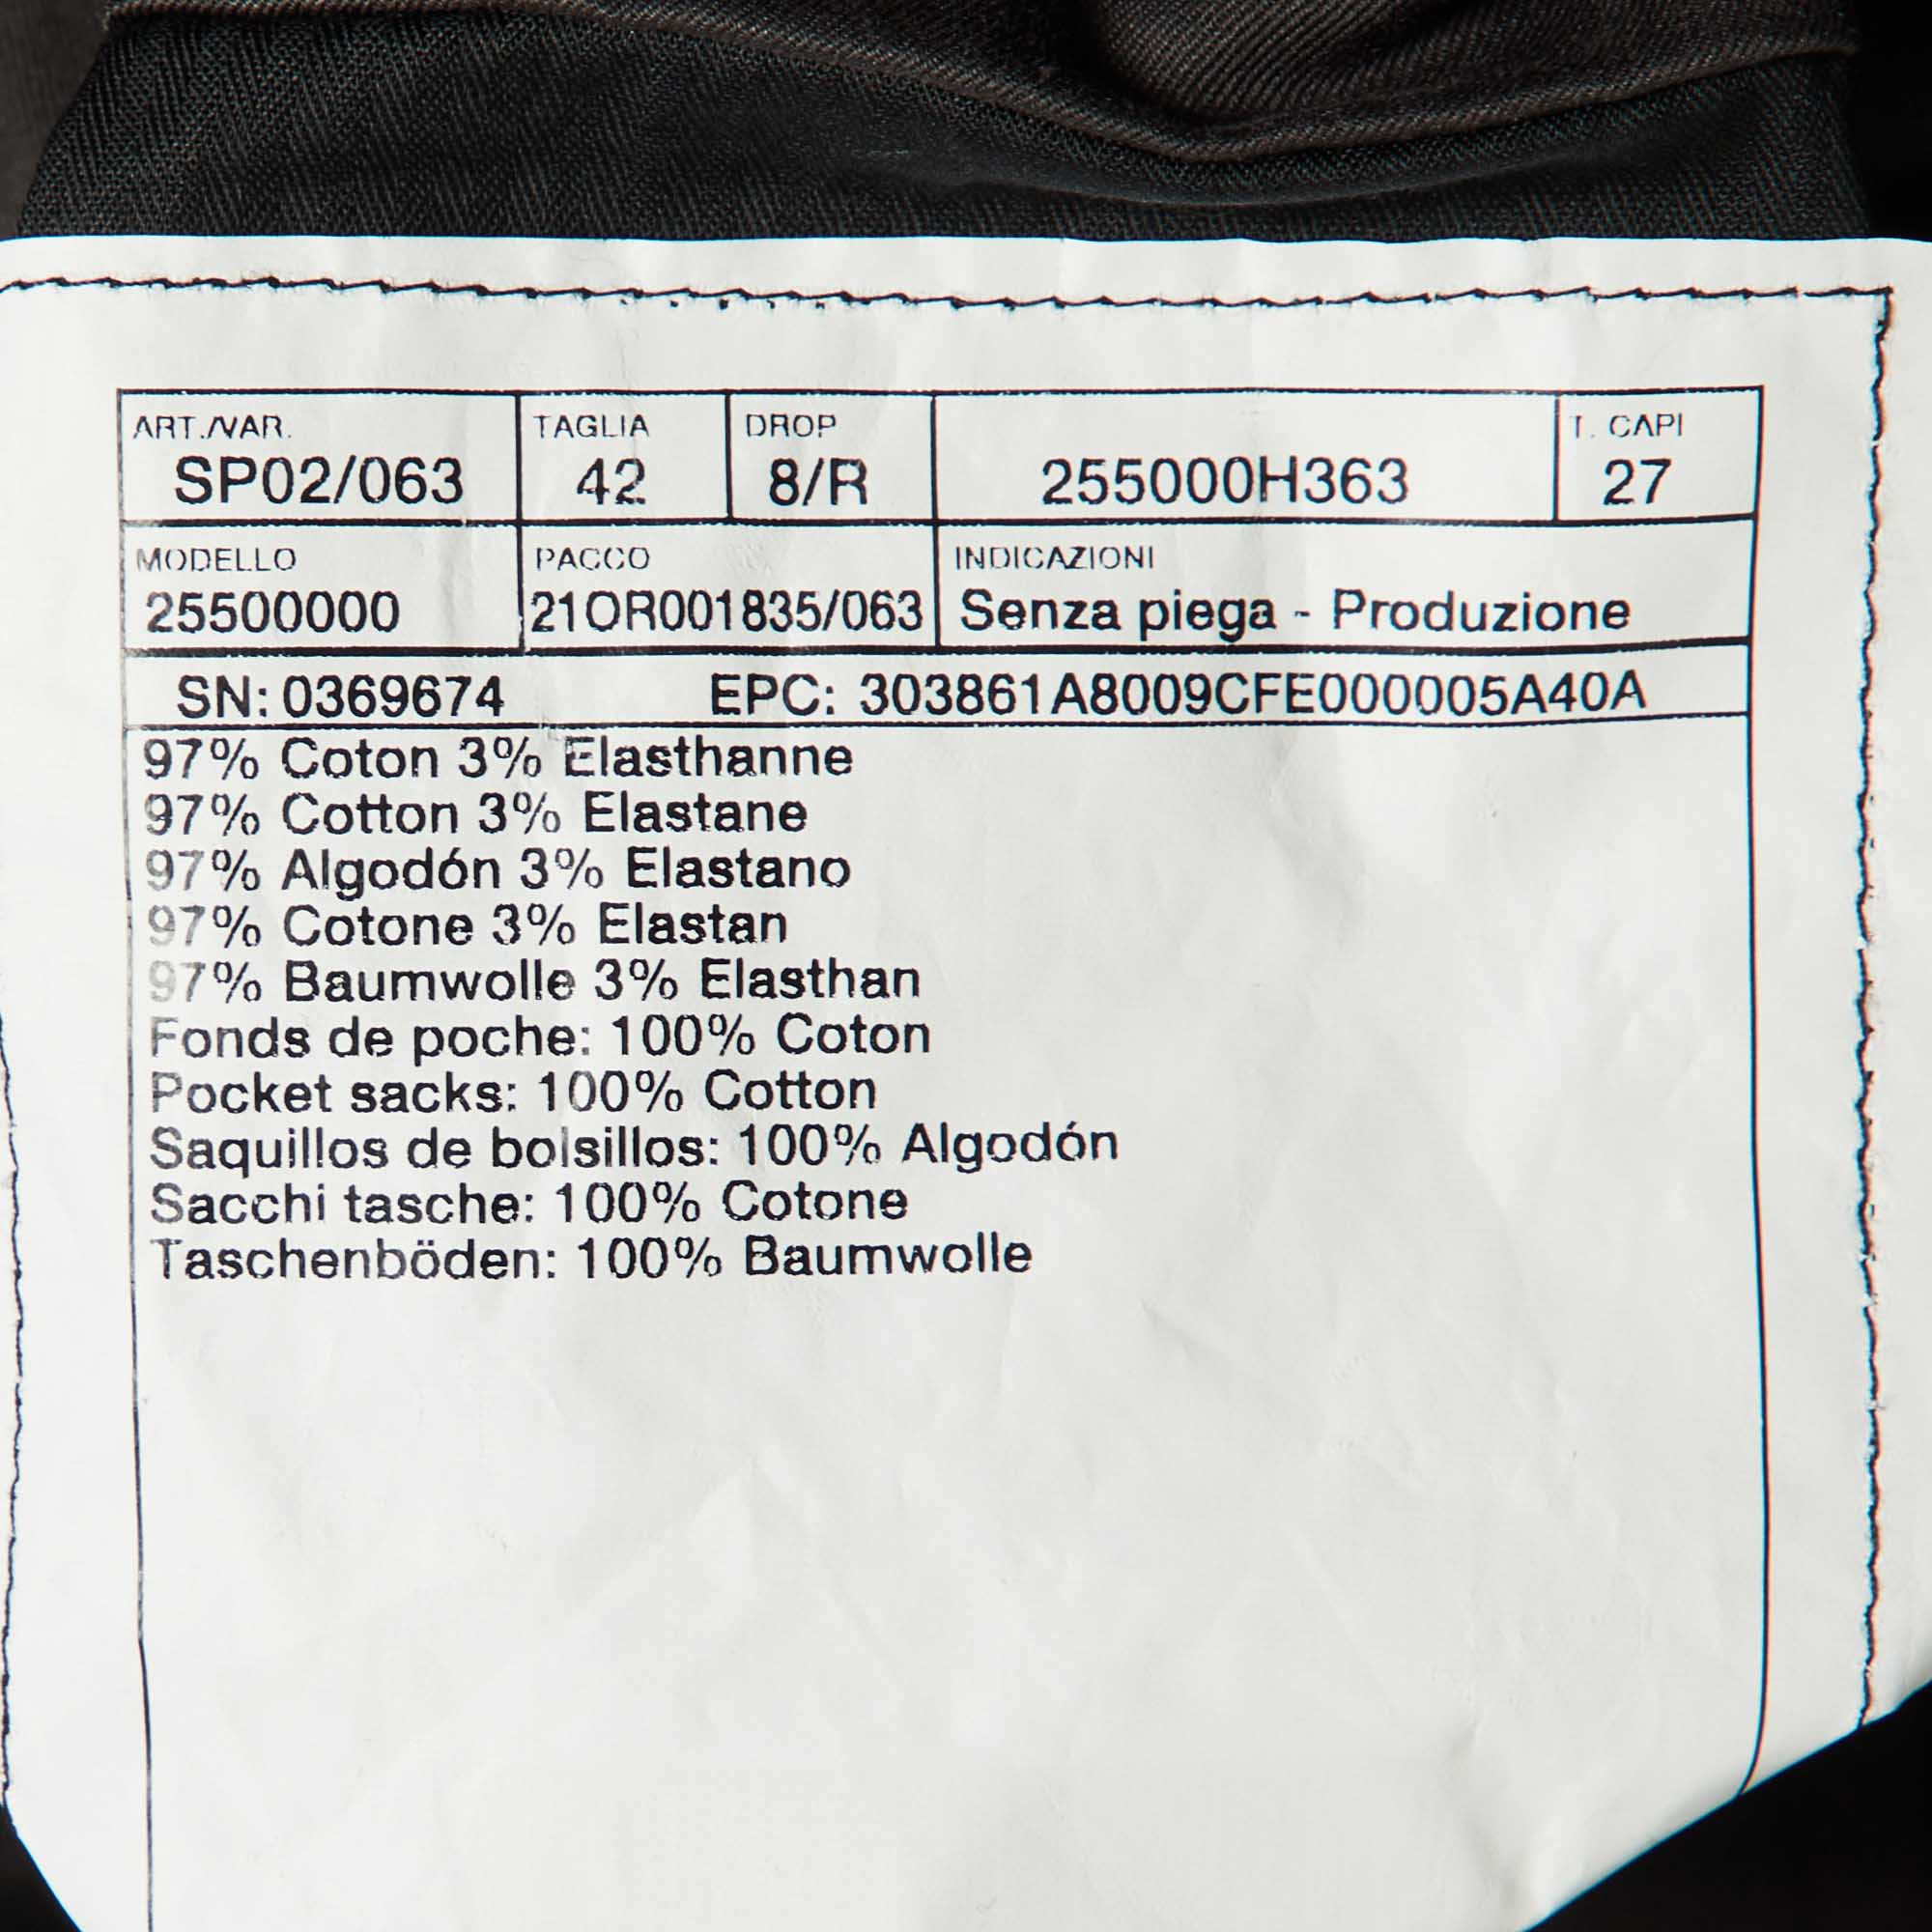 ART./VAR. TAGLIA DROP T. CAPI
SP02/063 42 8/R 255000H363 27
MODELLO PACCO INDICAZIONI
25500000 21OR001835/063 Senza piega - Produzione
SN: 0369674 EPC: 303861A8009CFE000005A40A
97% Coton 3% Elasthanne
97% Cotton 3% Elastane
97% Algodón 3% Elastano
97% Cotone 3% Elastan
97% Baumwolle 3% Elasthan
Fonds de poche: 100% Coton
Pocket sacks: 100% Cotton
Saquillos de bolsillos: 100% Algodón
Sacchi tasche: 100% Cotone
Taschenböden: 100% Baumwolle